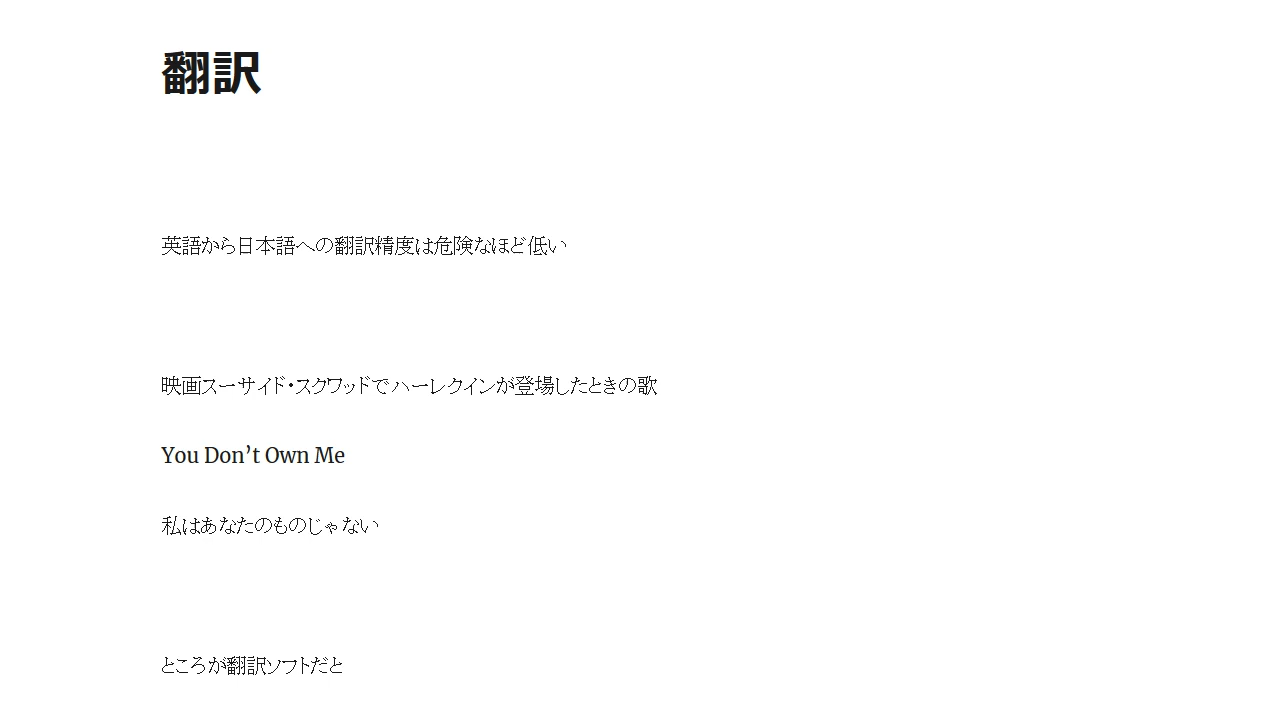 翻訳
英語から日本語への翻訳精度は危険なほど低い
映画スーサイド・スクワッドでハーレクインが登場したときの歌
You Don’t Own Me
私はあなたのものじゃない
ところが翻訳ソフトだと